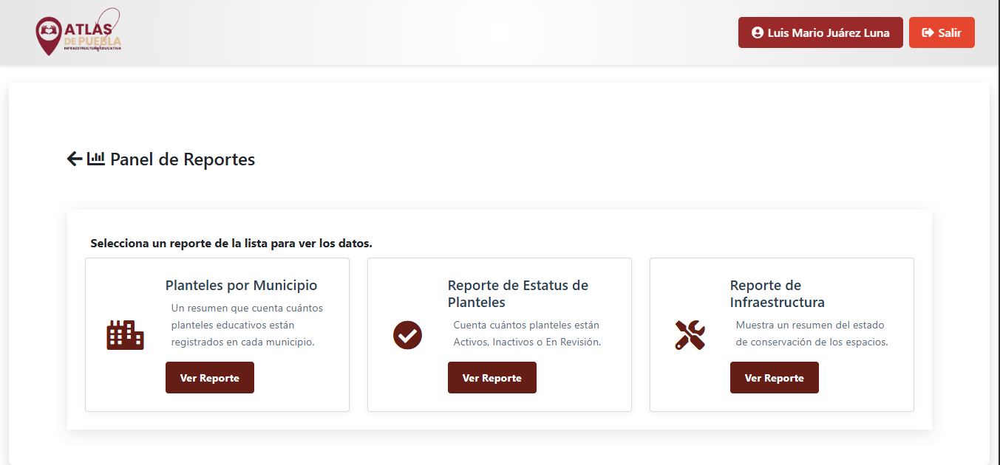 ATLAS
DE PUEBLA
INFRAESTRUCTURA EDUCATIVA
Luis Mario Juárez Luna
Salir
Panel de Reportes
Selecciona un reporte de la lista para ver los datos.
Planteles por Municipio
Un resumen que cuenta cuántos
planteles educativos están
registrados en cada municipio.
Ver Reporte
Reporte de Estatus de
Planteles
Cuenta cuántos planteles están
Activos, Inactivos o En Revisión.
Ver Reporte
Reporte de
Infraestructura
Muestra un resumen del estado
de conservación de los espacios.
Ver Reporte